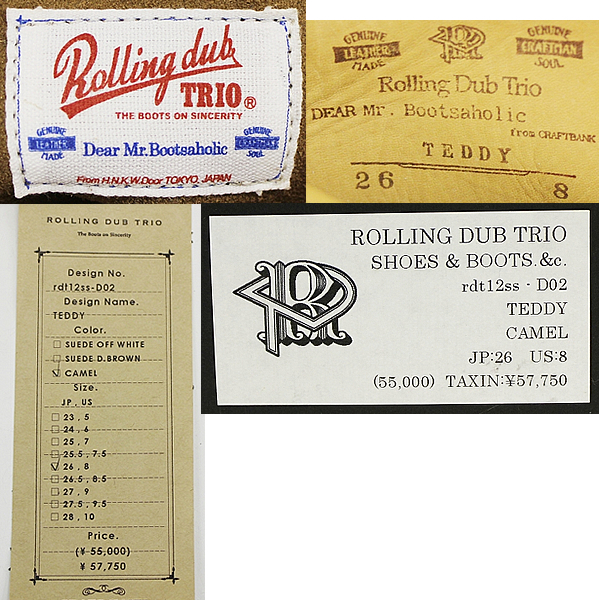 Rolling dub
TRIO®
THE BOOTS ON SINCERITY
GENUINE LEATHER MADE
Dear Mr. Bootsaholic
GENUINE CRAFTMAN SOUL
From H.N.K.W.Door TOKYO, JAPAN
GENUINE LEATHER MADE
R
GENUINE CRAFTMAN SOUL
Rolling Dub Trio
DEAR Mr. Bootsaholic
from CRAFTBANK
TEDDY
26 8
ROLLING DUB TRIO
The Boots on Sincerity
Design No.
rdt12ss-D02
Design Name.
TEDDY
Color.
SUEDE OFF WHITE
SUEDE D.BROWN
CAMEL
Size.
JP , US
23 , 5
24 , 6
25 , 7
25.5, 7.5
26 , 8
26.5, 8.5
27 , 9
27.5, 9.5
28 , 10
Price.
(¥ 55,000)
¥ 57,750
ROLLING DUB TRIO
SHOES & BOOTS.&c.
rdt12ss - D02
TEDDY
CAMEL
JP:26 US:8
(55,000) TAXIN:¥57,750